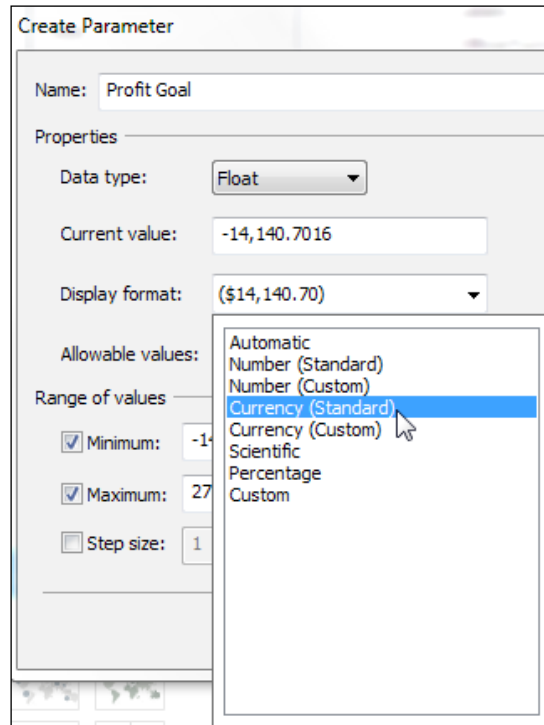 Create Parameter
Name: Profit Goal
Properties
Data type: Float
Current value: -14,140.7016
Display format: ($14,140.70)
Allowable values:
Automatic
Number (Standard)
Number (Custom)
Currency (Standard)
Currency (Custom)
Scientific
Percentage
Custom
Range of values
Minimum: -14
Maximum: 27
Step size: 1